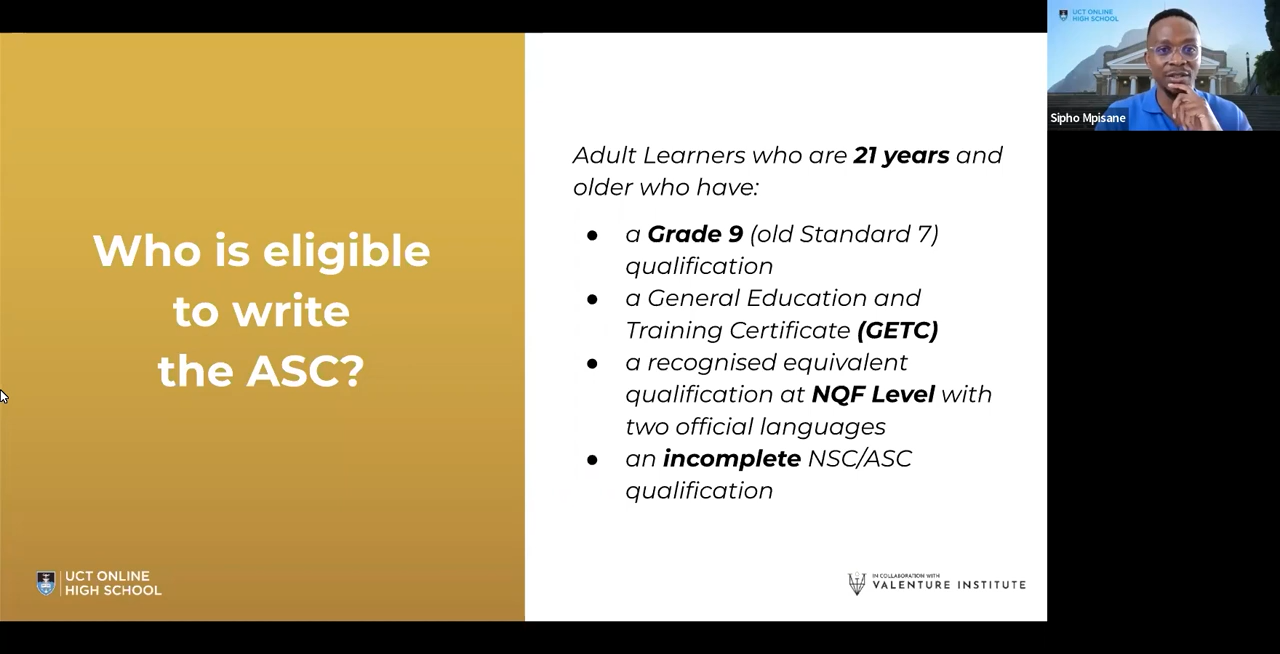 Who is eligible
to write
the ASC?
UCT ONLINE
HIGH SCHOOL
Adult Learners who are 21 years and
older who have:
● a Grade 9 (old Standard 7)
qualification
● a General Education and
Training Certificate (GETC)
● a recognised equivalent
qualification at NQF Level with
two official languages
● an incomplete NSC/ASC
qualification
IN COLLABORATION WITH
VALENTURE INSTITUTE
UCT ONLINE
HIGH SCHOOL
Sipho Mpisane